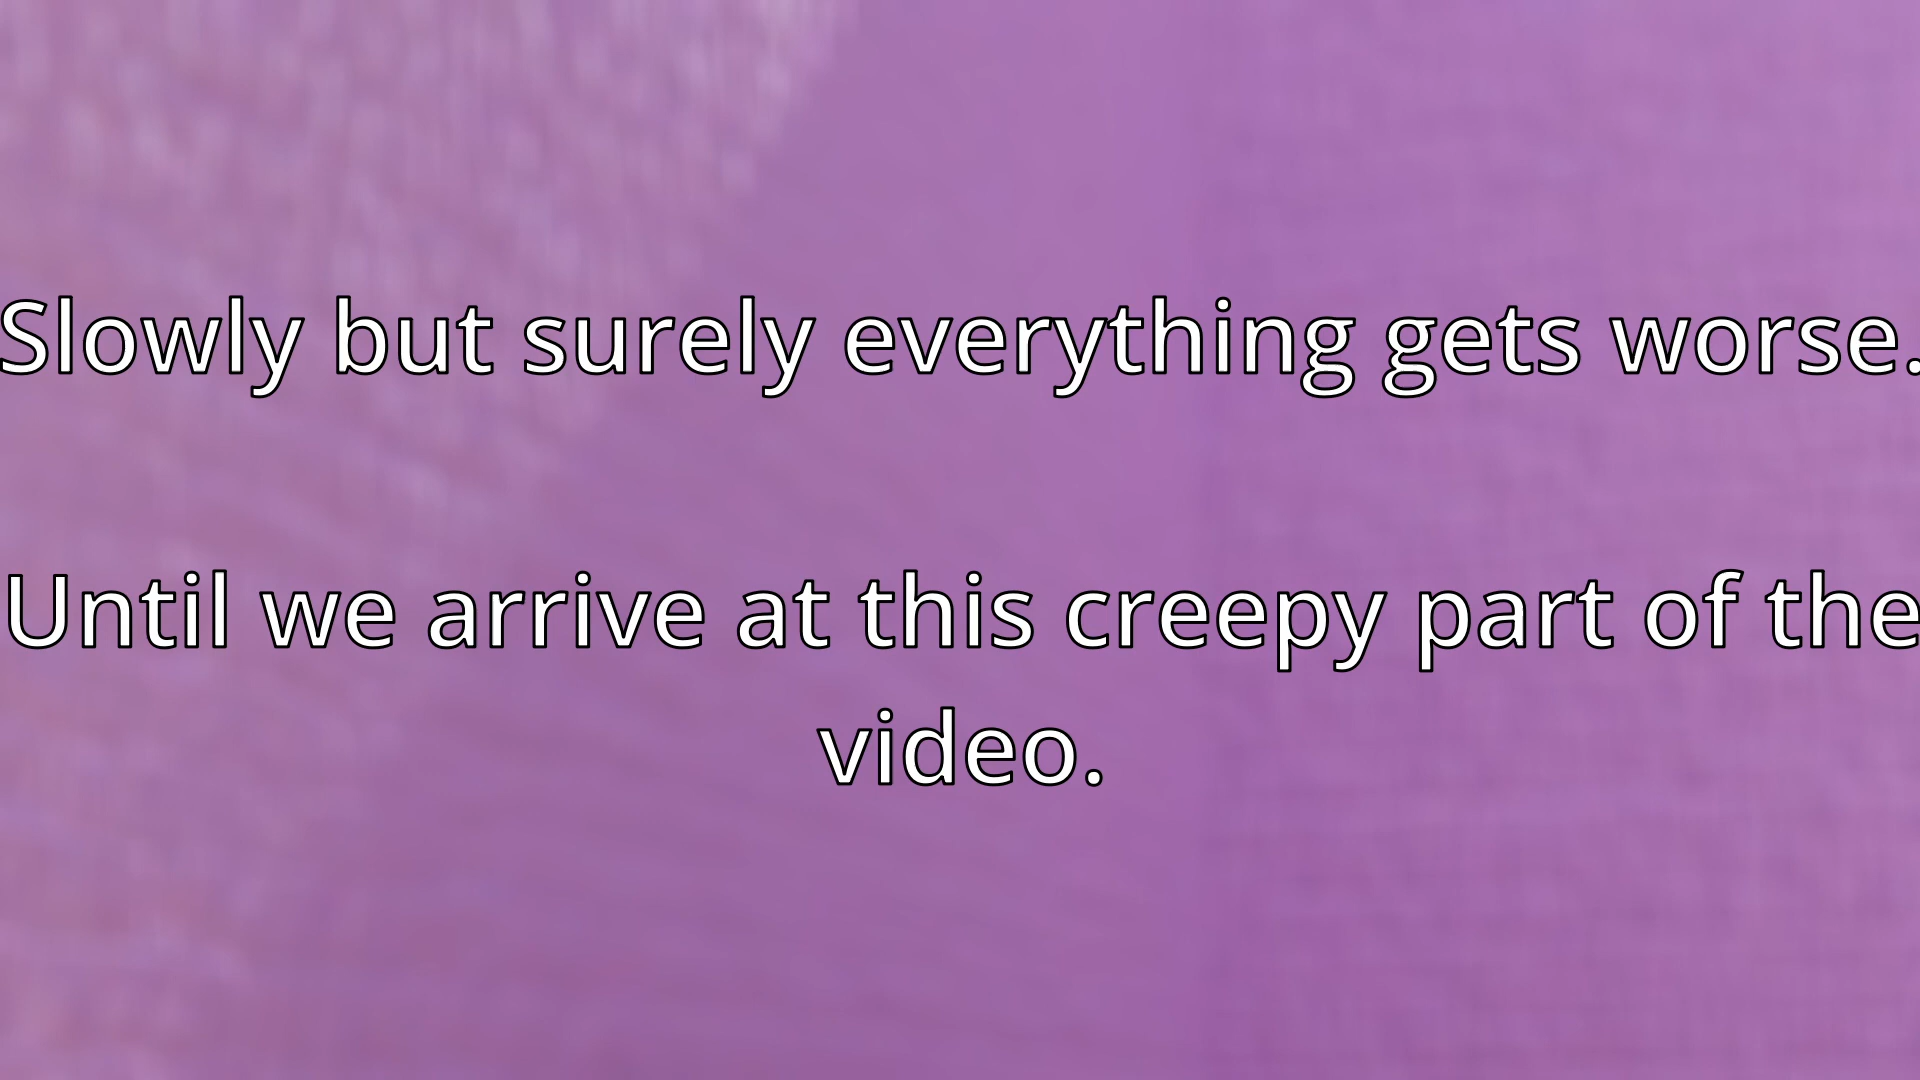 Slowly but surely everything gets worse.
Until we arrive at this creepy part of the
video.